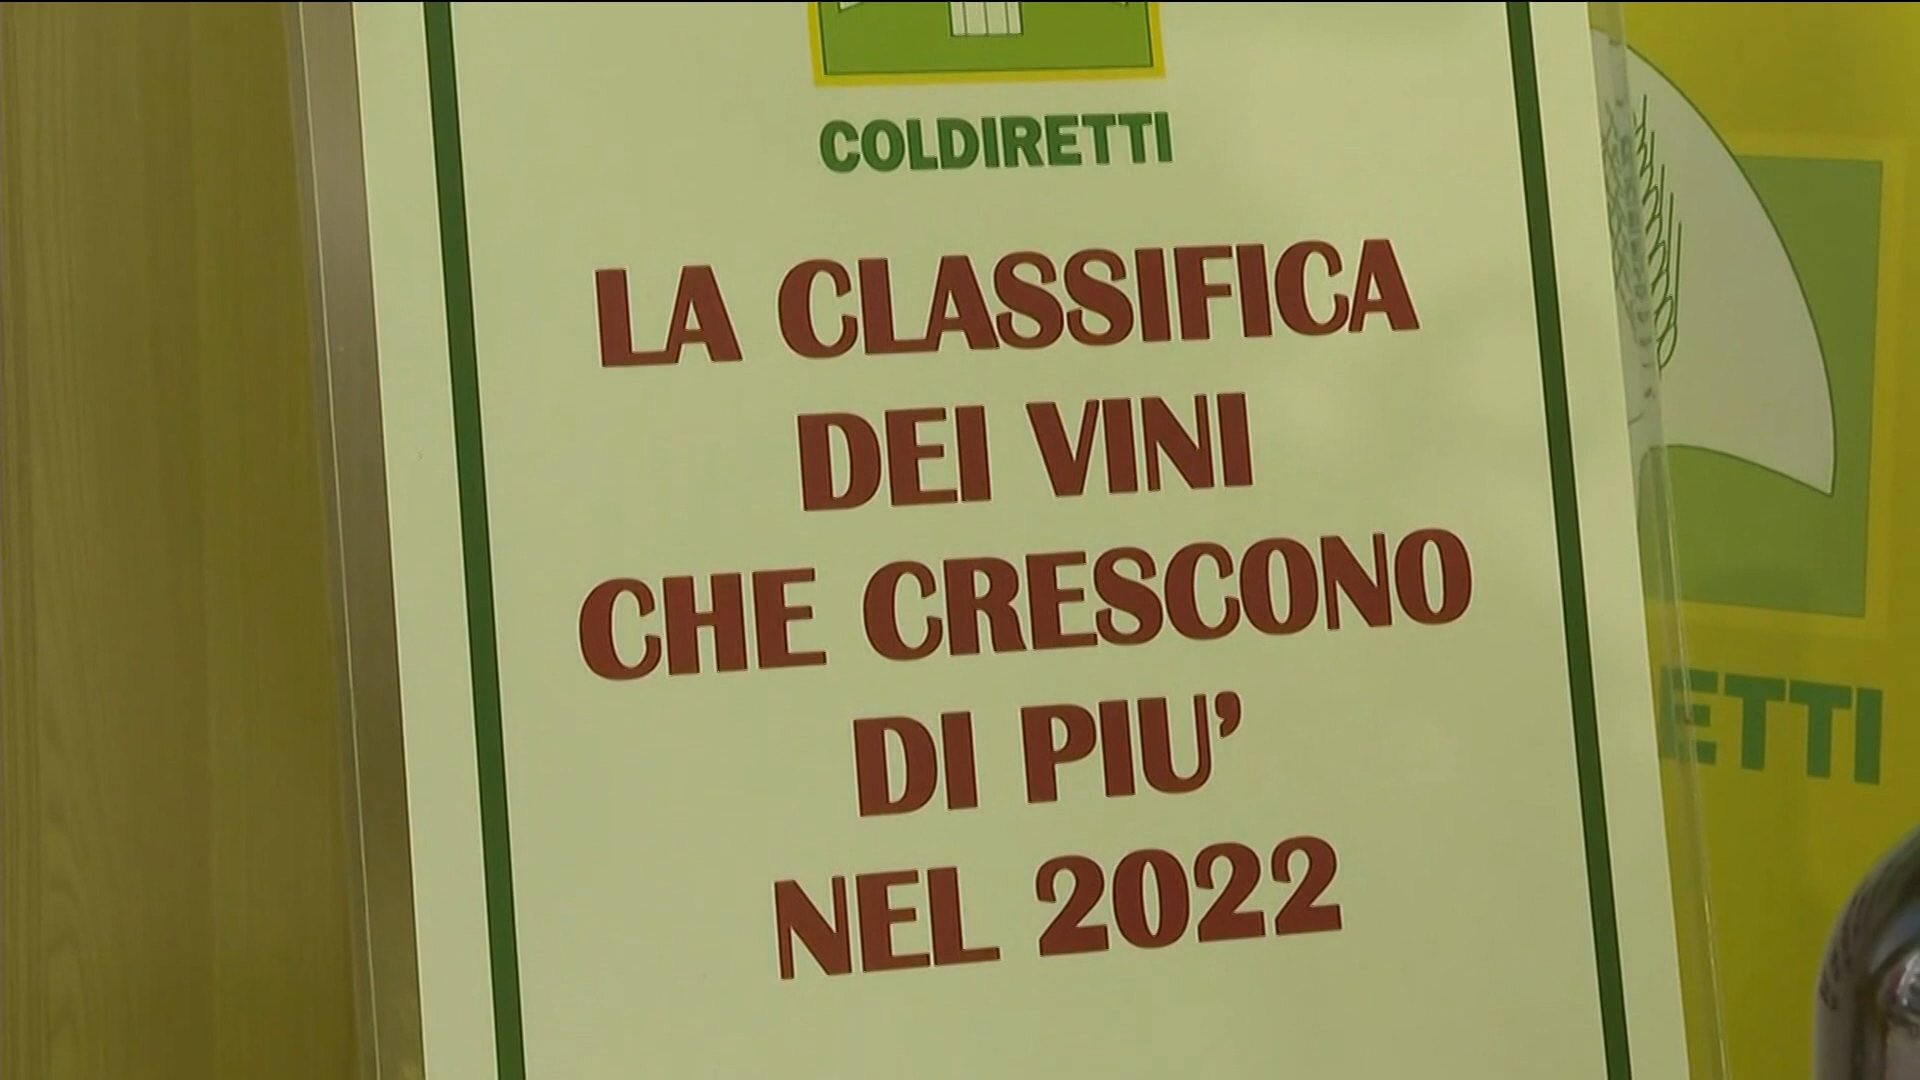 COLDIRETTI
LA CLASSIFICA
DEI VINI
CHE CRESCONO
DI PIU'
NEL 2022
ETTI